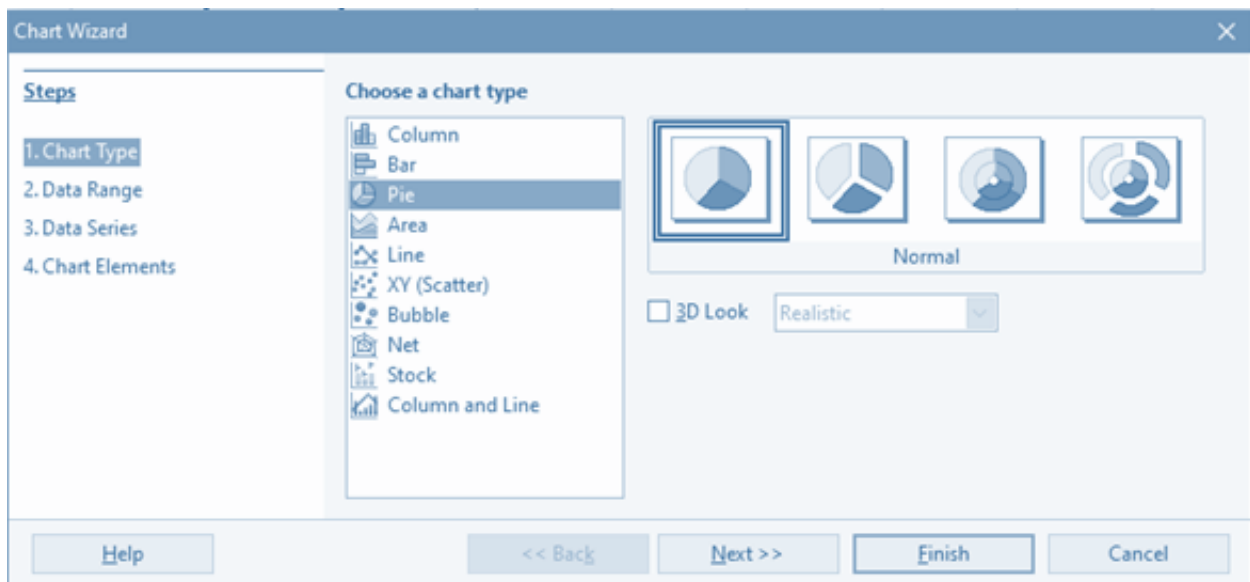 Chart Wizard
Steps
1. Chart Type
2. Data Range
3. Data Series
4. Chart Elements
Choose a chart type
Column
Bar
Pie
Area
Line
XY (Scatter)
Bubble
Net
Stock
Column and Line
Normal
3D Look
Realistic
Help
<< Back
Next >>
Finish
Cancel